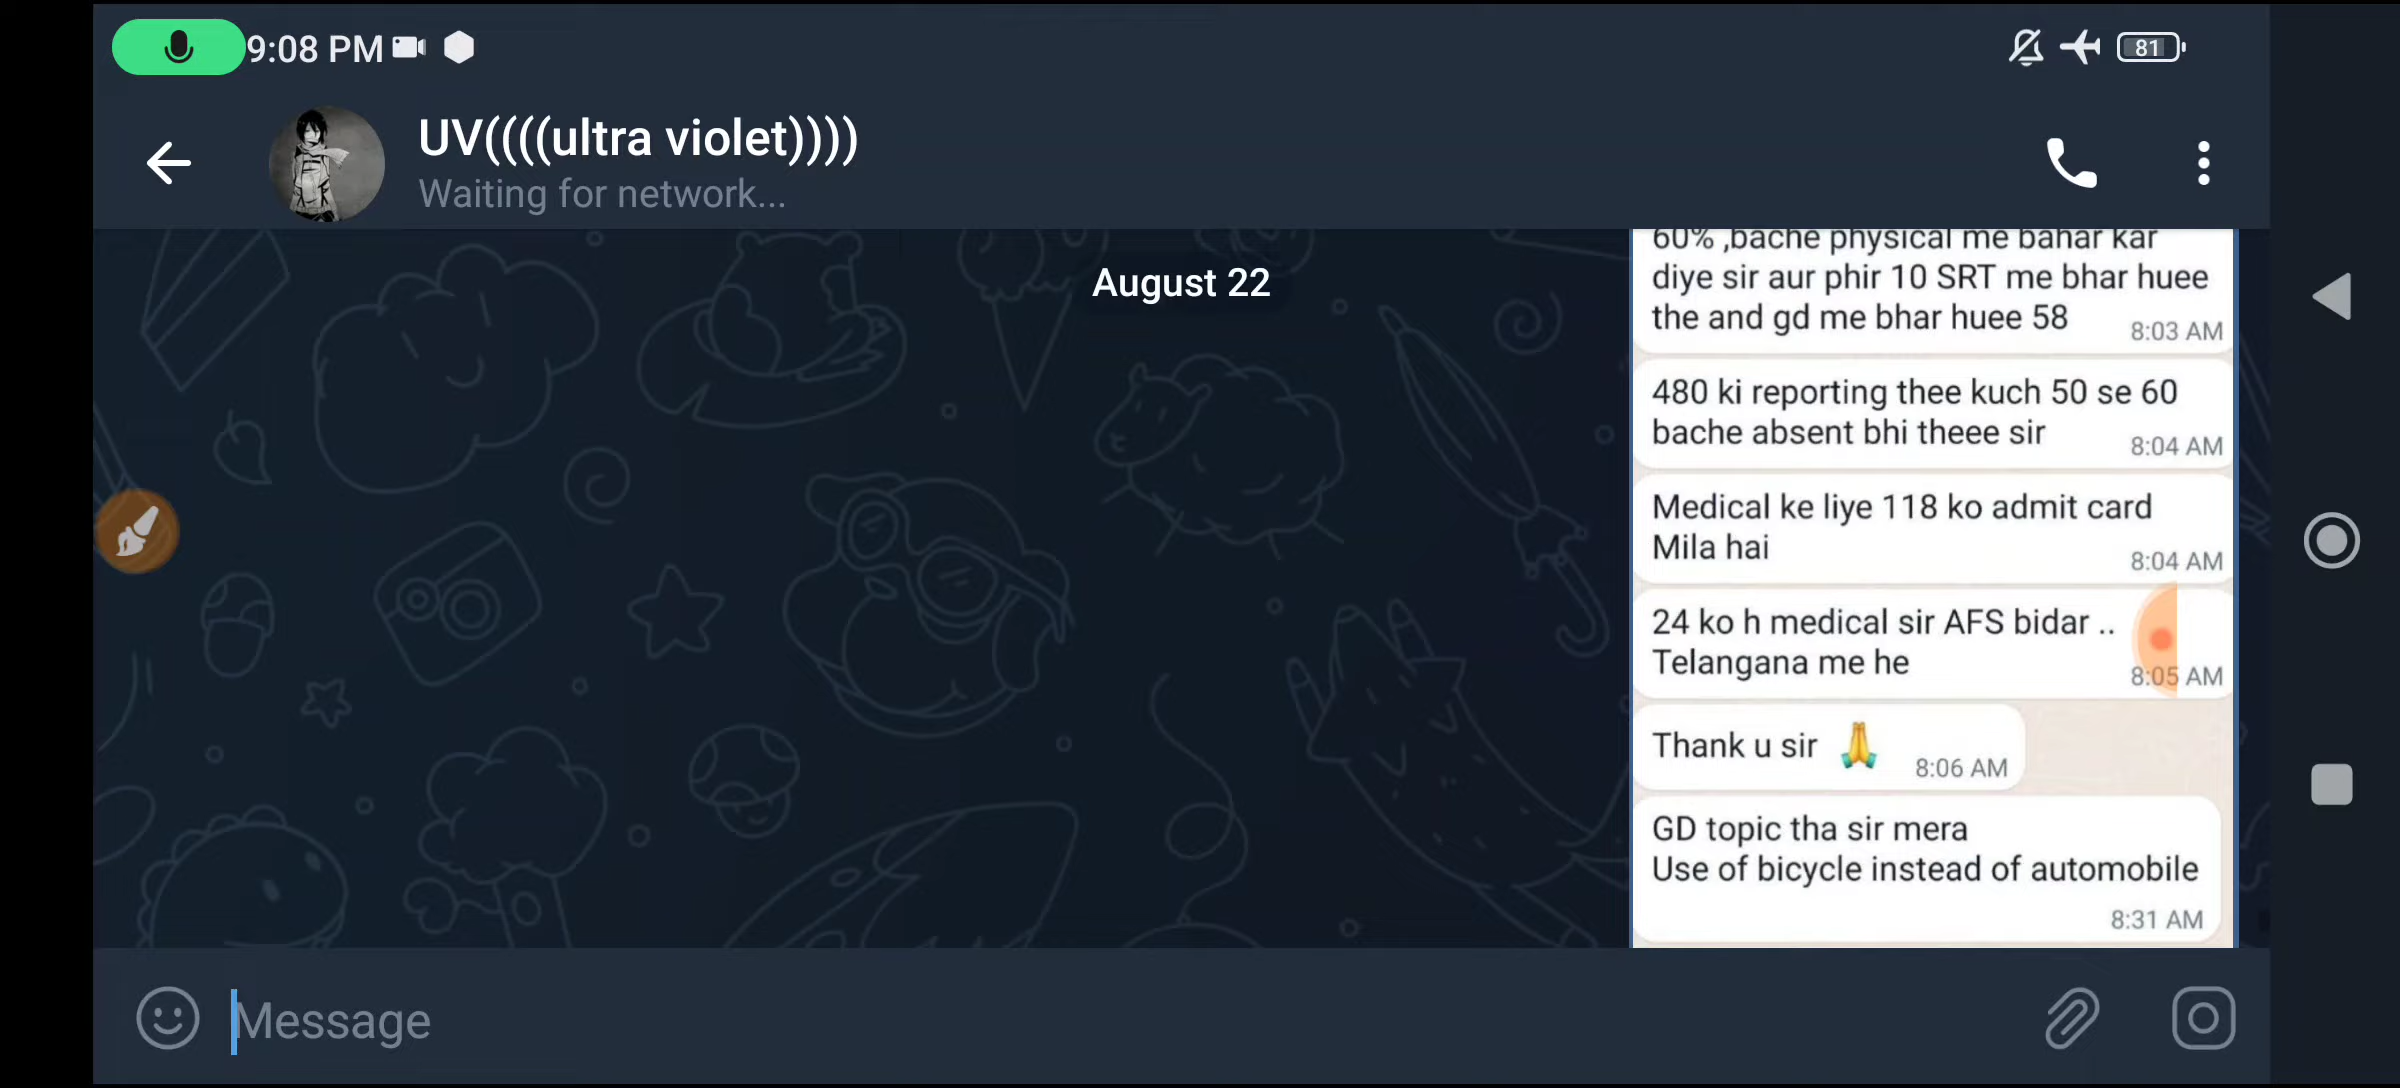 9:08 PM
81
UV((((ultra violet))))
Waiting for network...
August 22
60% ,bache physical me bahar kar
diye sir aur phir 10 SRT me bhar huee
the and gd me bhar huee 58
8:03 AM
480 ki reporting thee kuch 50 se 60
bache absent bhi theee sir
8:04 AM
Medical ke liye 118 ko admit card
Mila hai
8:04 AM
24 ko h medical sir AFS bidar ..
Telangana me he
8:05 AM
Thank u sir 🙏
8:06 AM
GD topic tha sir mera
Use of bicycle instead of automobile
8:31 AM
Message